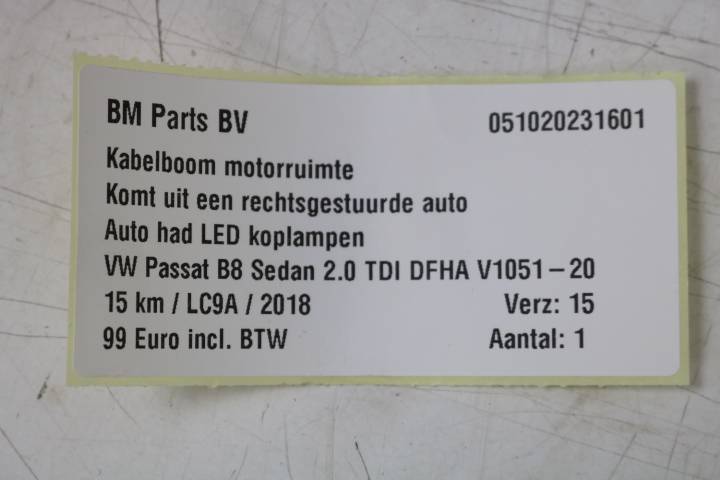 BM Parts BV 051020231601
Kabelboom motorruimte
Komt uit een rechtsgestuurde auto
Auto had LED koplampen
VW Passat B8 Sedan 2.0 TDI DFHA V1051-20
15 km / LC9A / 2018 Verz: 15
99 Euro incl. BTW Aantal: 1